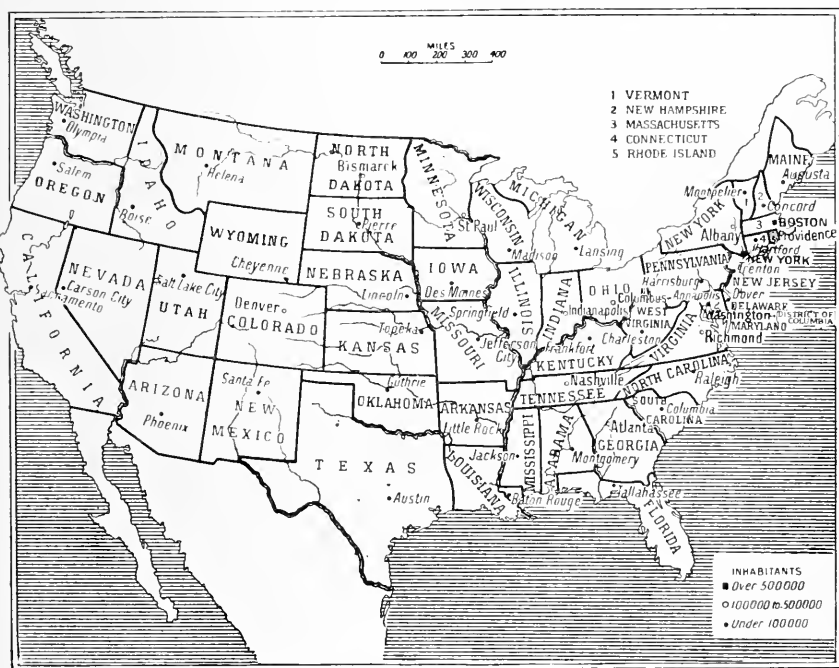 MILES
0 100 200 300 400
1 VERMONT
2 NEW HAMPSHIRE
3 MASSACHUSETTS
4 CONNECTICUT
5 RHODE ISLAND
WASHINGTON
Olympia
Salem
OREGON
IDAHO
Boise
MONTANA
Helena
NORTH
Bismarck
DAKOTA
SOUTH
Pierre
DAKOTA
MINNESOTA
St Paul
WISCONSIN
Madison
MICHIGAN
Lansing
MAINE
Augusta
Montpelier
1
2
Concord
NEW YORK
Albany
3
BOSTON
Providence
4
Hartford
NEW YORK
WYOMING
Cheyenne
NEBRASKA
Lincoln
IOWA
Des Moines
ILLINOIS
Springfield
INDIANA
Indianapolis
OHIO
Columbus
PENNSYLVANIA
Harrisburg
Trenton
NEW JERSEY
Annapolis
Dover
DELAWARE
Washington
DISTRICT OF
COLUMBIA
MARYLAND
WEST
VIRGINIA
Charleston
VIRGINIA
Richmond
CALIFORNIA
Sacramento
NEVADA
Carson City
Salt Lake City
UTAH
Denver
COLORADO
Topeka
KANSAS
MISSOURI
Jefferson
City
Frankfort
KENTUCKY
Nashville
TENNESSEE
NORTH CAROLINA
Raleigh
SOUTH
Columbia
CAROLINA
ARIZONA
Phoenix
Santa Fe
NEW
MEXICO
Guthrie
OKLAHOMA
ARKANSAS
Little Rock
MISSISSIPPI
Jackson
ALABAMA
Montgomery
Atlanta
GEORGIA
TEXAS
Austin
LOUISIANA
Baton Rouge
Tallahassee
FLORIDA
INHABITANTS
Over 500000
100000 to 500000
Under 100000